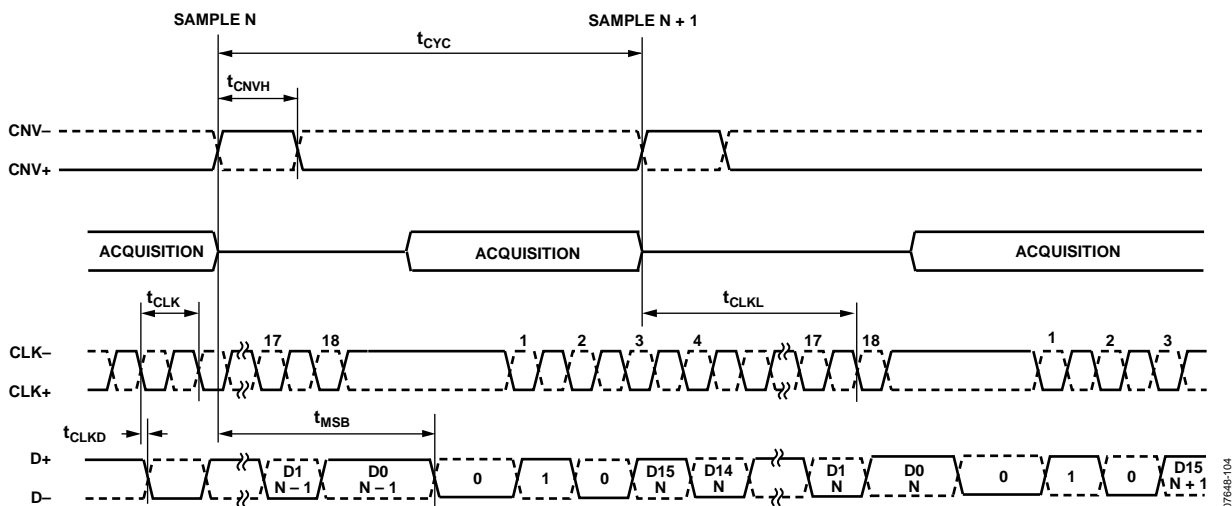 SAMPLE N SAMPLE N + 1
tCYC
tCNVH
CNV–
CNV+
ACQUISITION ACQUISITION ACQUISITION
tCLK tCLKL
CLK– 17 18 1 2 3 4 17 18 1 2 3
CLK+
tCLKD tMSB
D+
D–
D1 N – 1 D0 N – 1 0 1 0 D15 N D14 N D1 N D0 N 0 1 0 D15 N + 1
07648-104